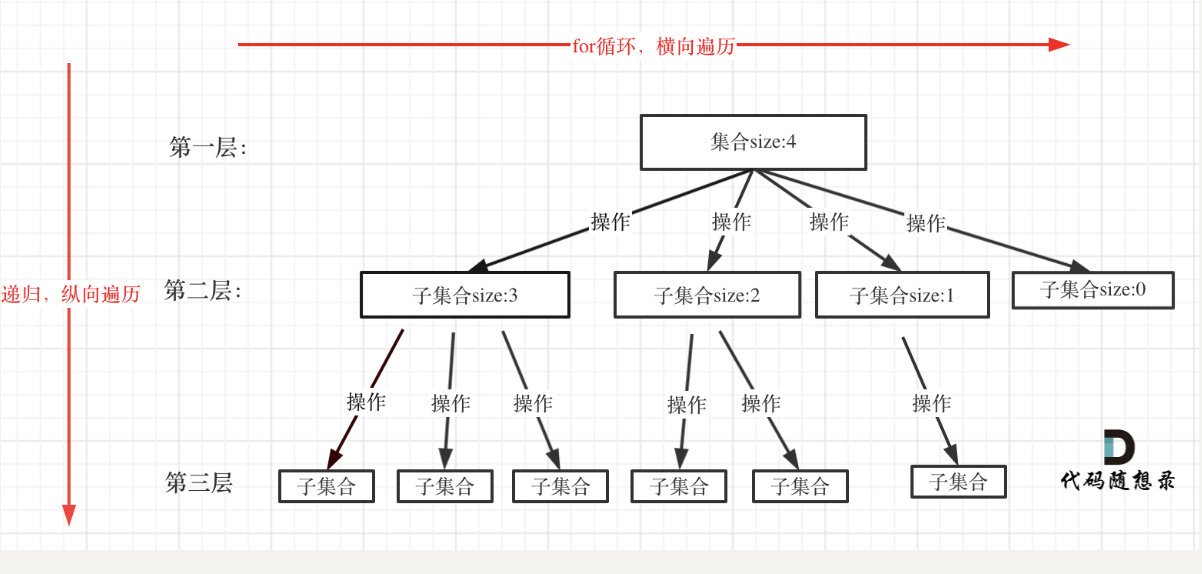 for循环，横向遍历
第一层：
集合size:4
操作
操作
操作
操作
递归，纵向遍历
第二层：
子集合size:3
子集合size:2
子集合size:1
子集合size:0
操作
操作
操作
操作
操作
操作
第三层
子集合
子集合
子集合
子集合
子集合
子集合
代码随想录